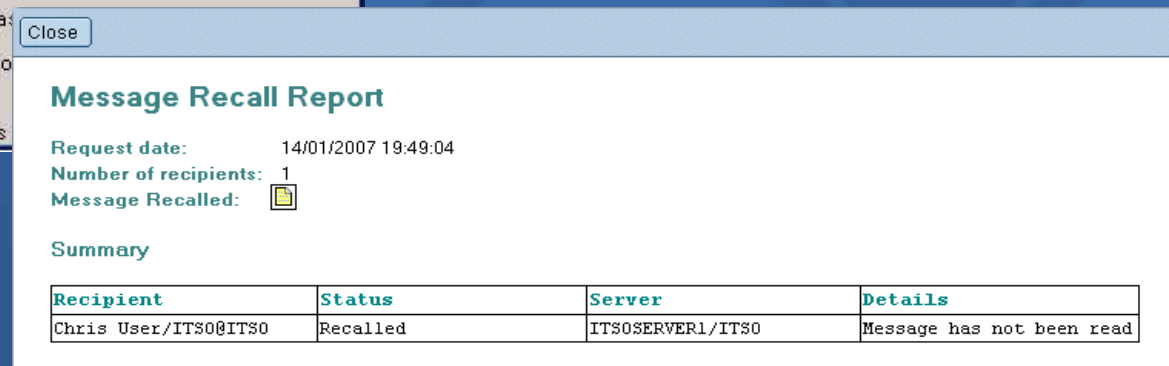 Close
Message Recall Report
Request date: 14/01/2007 19:49:04
Number of recipients: 1
Message Recalled:
Summary
Recipient Status Server Details
Chris User/ITSO@ITSO Recalled ITSOSERVER1/ITSO Message has not been read